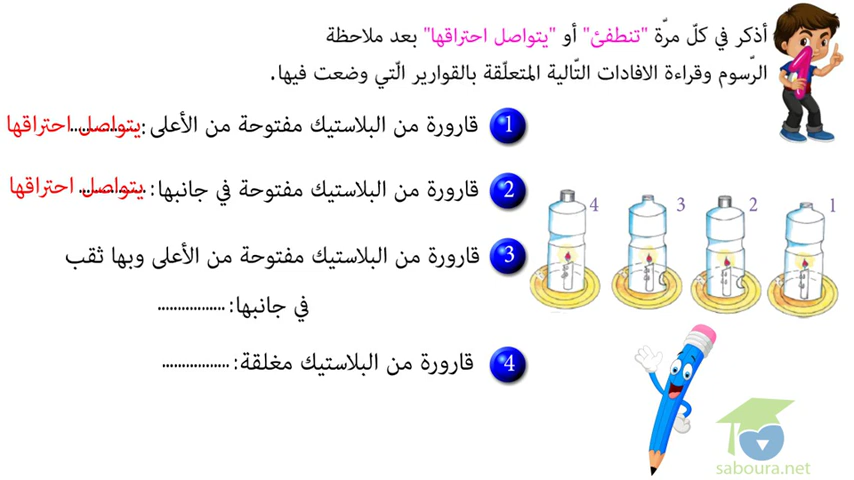 أذكر في كلّ مرّة "تنطفئ" أو "يتواصل احتراقها" بعد ملاحظة
الرّسوم وقراءة الافادات التّالية المتعلّقة بالقوارير الّتي وضعت فيها.
1 قارورة من البلاستيك مفتوحة من الأعلى: يتواصل احتراقها
2 قارورة من البلاستيك مفتوحة في جانبها: يتواصل احتراقها
3 قارورة من البلاستيك مفتوحة من الأعلى وبها ثقب
في جانبها: .................
4 قارورة من البلاستيك مغلقة: .................
1 2 3 4
saboura.net